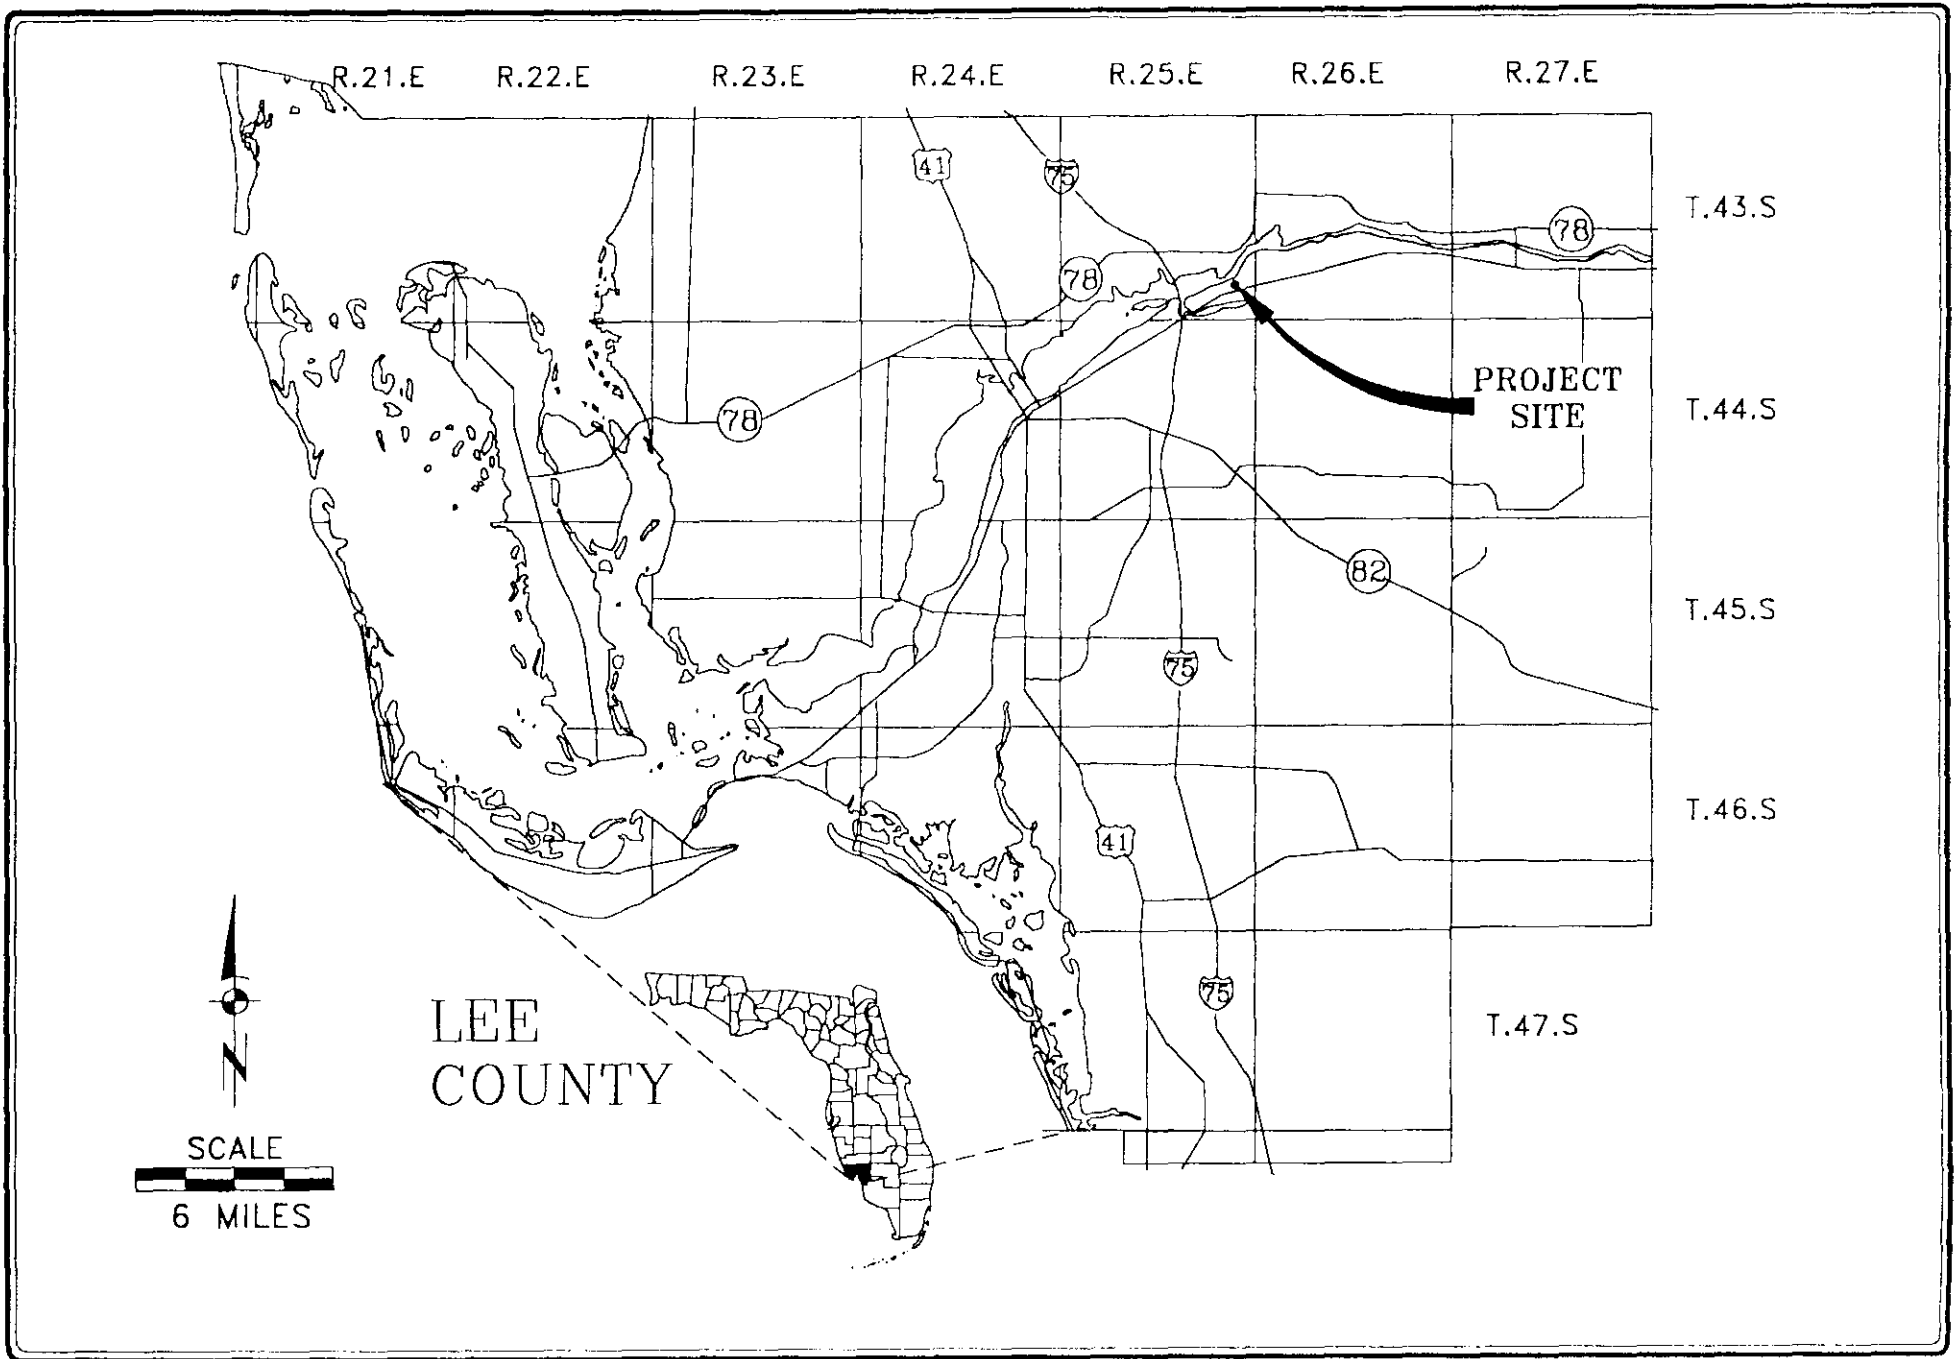 R.21.E R.22.E R.23.E R.24.E R.25.E R.26.E R.27.E
41
75
T.43.S
78
78
PROJECT
SITE
T.44.S
78
82
T.45.S
75
T.46.S
41
75
LEE
COUNTY
T.47.S
N
SCALE
6 MILES